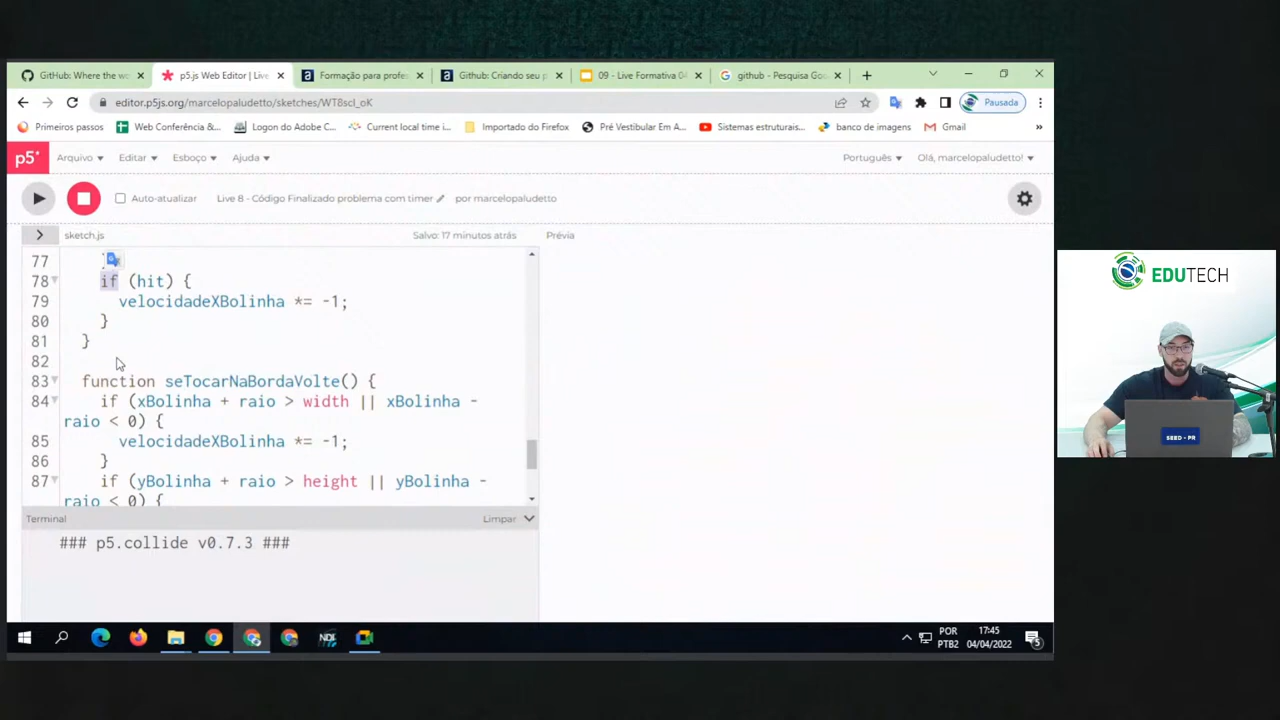 GitHub: Where the wo
p5.js Web Editor | Live
Formação para profes
Github: Criando seu p
09 - Live Formativa 04
github - Pesquisa Goo
editor.p5js.org/marcelopaludetto/sketches/WT8scI_oK
Pausada
Primeiros passos
Web Conferência &...
Logon do Adobe C...
Current local time i...
Importado do Firefox
Pré Vestibular Em A...
Sistemas estruturais...
banco de imagens
Gmail
»
p5*
Arquivo
Editar
Esboço
Ajuda
Português
Olá, marcelopaludetto!
Auto-atualizar
Live 8 - Código Finalizado problema com timer
por marcelopaludetto
sketch.js
Salvo: 17 minutos atrás
Prévia
77
78 if (hit) {
79 velocidadeXBolinha *= -1;
80 }
81 }
82
83 function seTocarNaBordaVolte() {
84 if (xBolinha + raio > width || xBolinha -
raio < 0) {
85 velocidadeXBolinha *= -1;
86 }
87 if (yBolinha + raio > height || yBolinha -
raio < 0) {
Terminal
Limpar
### p5.collide v0.7.3 ###
EDUTECH
SEED - PR
NDI
POR
PTB2
17:45
04/04/2022
5